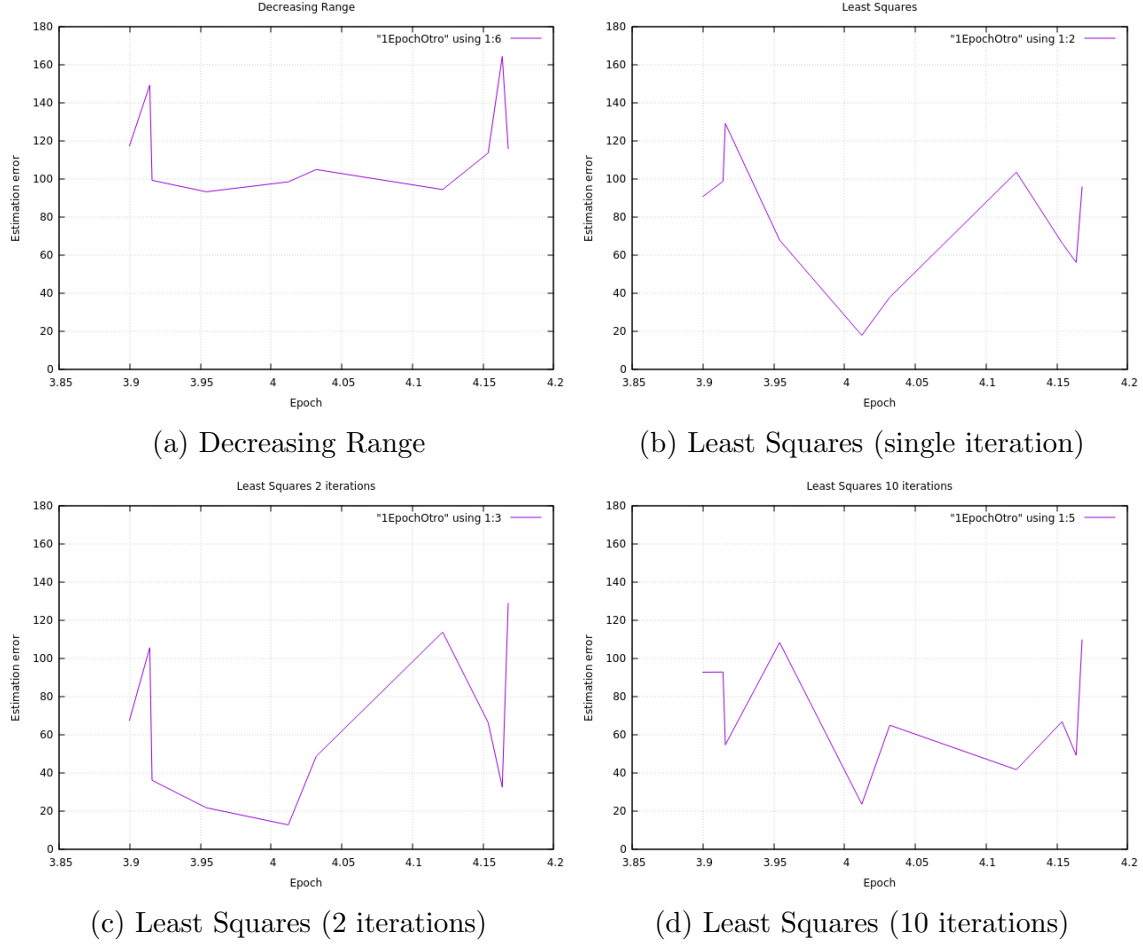 Decreasing Range
180
160
140
120
100
80
60
40
20
0
Estimation error
"1EpochOtro" using 1:6
3.85 3.9 3.95 4 4.05 4.1 4.15 4.2
Epoch
(a) Decreasing Range
Least Squares
180
160
140
120
100
80
60
40
20
0
Estimation error
"1EpochOtro" using 1:2
3.85 3.9 3.95 4 4.05 4.1 4.15 4.2
Epoch
(b) Least Squares (single iteration)
Least Squares 2 iterations
180
160
140
120
100
80
60
40
20
0
Estimation error
"1EpochOtro" using 1:3
3.85 3.9 3.95 4 4.05 4.1 4.15 4.2
Epoch
(c) Least Squares (2 iterations)
Least Squares 10 iterations
180
160
140
120
100
80
60
40
20
0
Estimation error
"1EpochOtro" using 1:5
3.85 3.9 3.95 4 4.05 4.1 4.15 4.2
Epoch
(d) Least Squares (10 iterations)